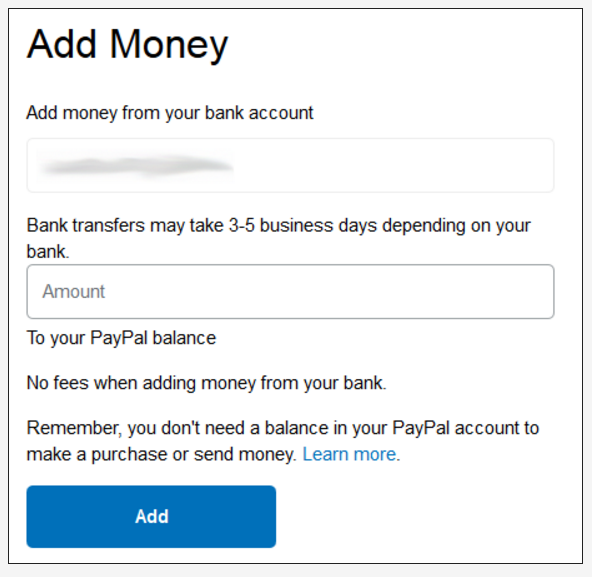 Add Money
Add money from your bank account
Bank transfers may take 3-5 business days depending on your
bank.
Amount
To your PayPal balance
No fees when adding money from your bank.
Remember, you don't need a balance in your PayPal account to
make a purchase or send money. Learn more.
Add